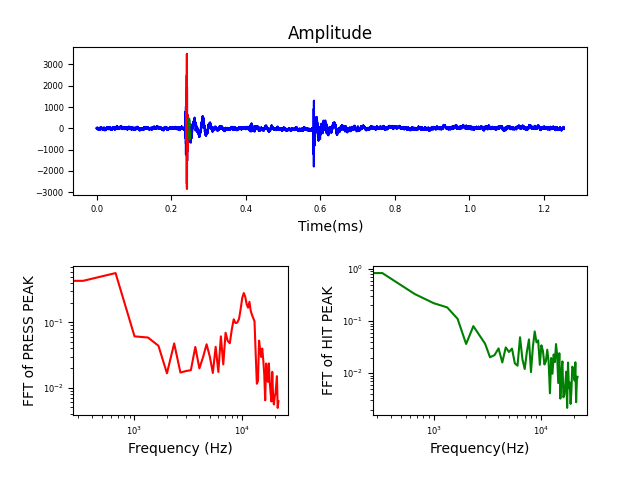 Amplitude
3000
2000
1000
0
−1000
−2000
−3000
0.0 0.2 0.4 0.6 0.8 1.0 1.2
Time(ms)
FFT of PRESS PEAK
10⁻¹
10⁻²
10³ 10⁴
Frequency (Hz)
FFT of HIT PEAK
10⁰
10⁻¹
10⁻²
10³ 10⁴
Frequency(Hz)